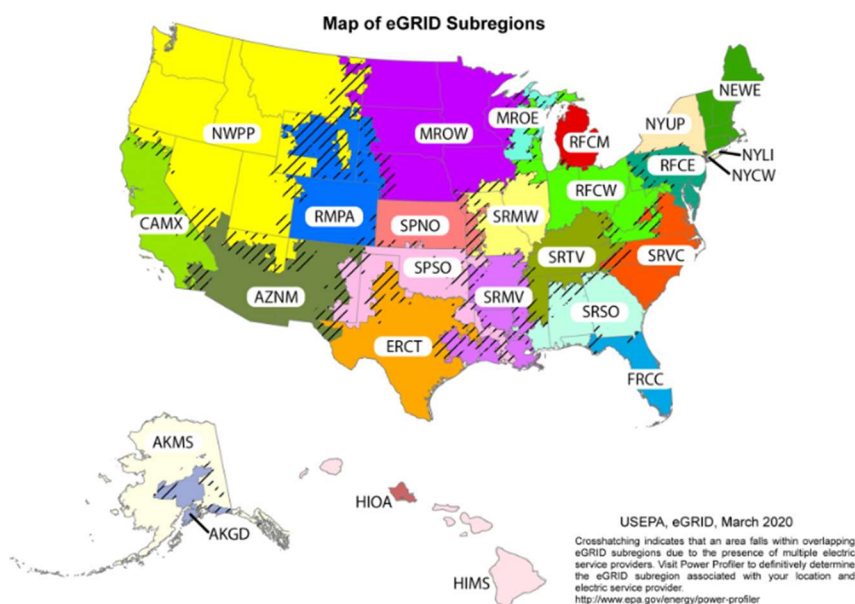 Map of eGRID Subregions
NEWE
MROE
NYUP
NWPP
MROW
RFCM
NYLI
RFCE
NYCW
RFCW
CAMX
RMPA
SPNO
SRMW
SRTV
SRVC
SPSO
AZNM
SRMV
SRSO
ERCT
FRCC
AKMS
HIOA
AKGD
HIMS
USEPA, eGRID, March 2020
Crosshatching indicates that an area falls within overlapping
eGRID subregions due to the presence of multiple electric
service providers. Visit Power Profiler to definitively determine
the eGRID subregion associated with your location and
electric service provider.
http://www.epa.gov/energy/power-profiler